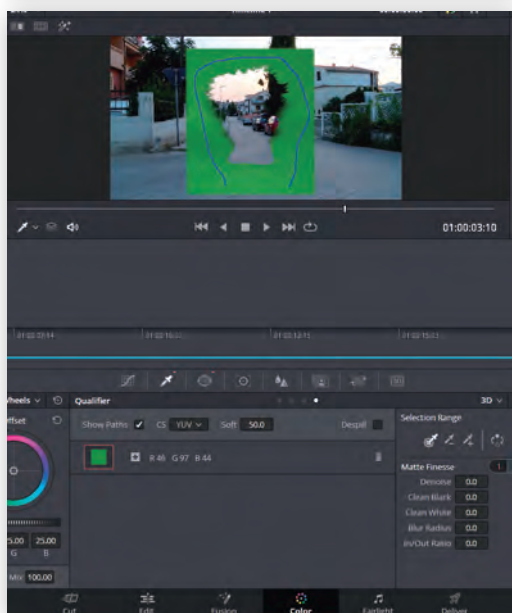 01:00:03:10
Wheels
Qualifier
3D
Offset
Show Paths
CS YUV Soft 50.0
Despill
Selection Range
R 46 G 97 B 44
Matte Finesse
1
Denoise 0.0
Clean Black 0.0
Clean White 0.0
Blur Radius 0.0
In/Out Ratio 0.0
25.00 25.00
G B
Mix 100.00
Cut
Edit
Fusion
Color
Fairlight
Deliver